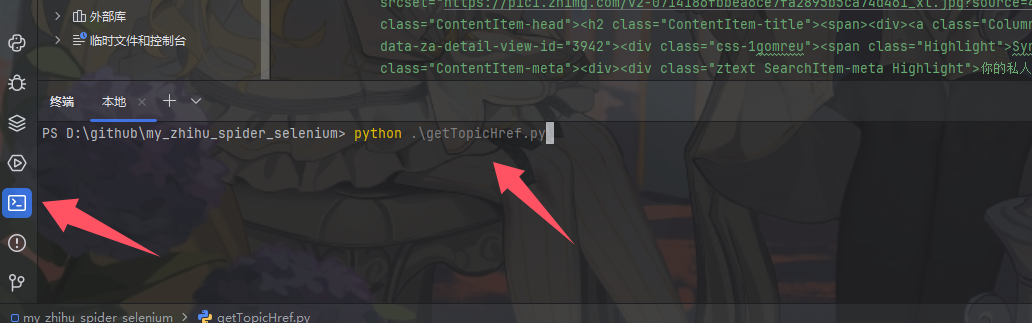 外部库
临时文件和控制台
srcset="https://pic1.zhimg.com/v2-0714186fbbea8ce7fa2895b5ca74d481_xl.jpg?source=
class="ContentItem-head"><h2 class="ContentItem-title"><span><div><a class="Column
data-za-detail-view-id="3942"><div class="css-1gomreu"><span class="Highlight">Syn
class="ContentItem-meta"><div><div class="ztext SearchItem-meta Highlight">你的私人
终端 本地
PS D:\github\my_zhihu_spider_selenium> python .\getTopicHref.py
my_zhihu_spider_selenium > getTopicHref.py